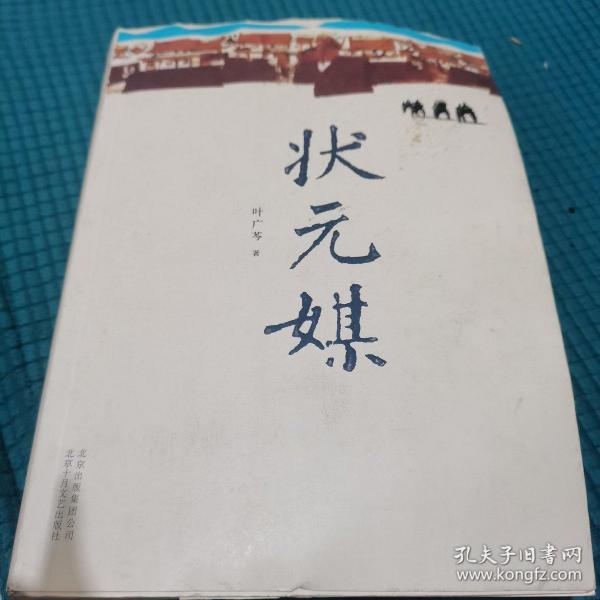 状元媒
叶广芩 著
北京出版集团公司
北京十月文艺出版社
孔夫子旧书网
www.kongfz.com